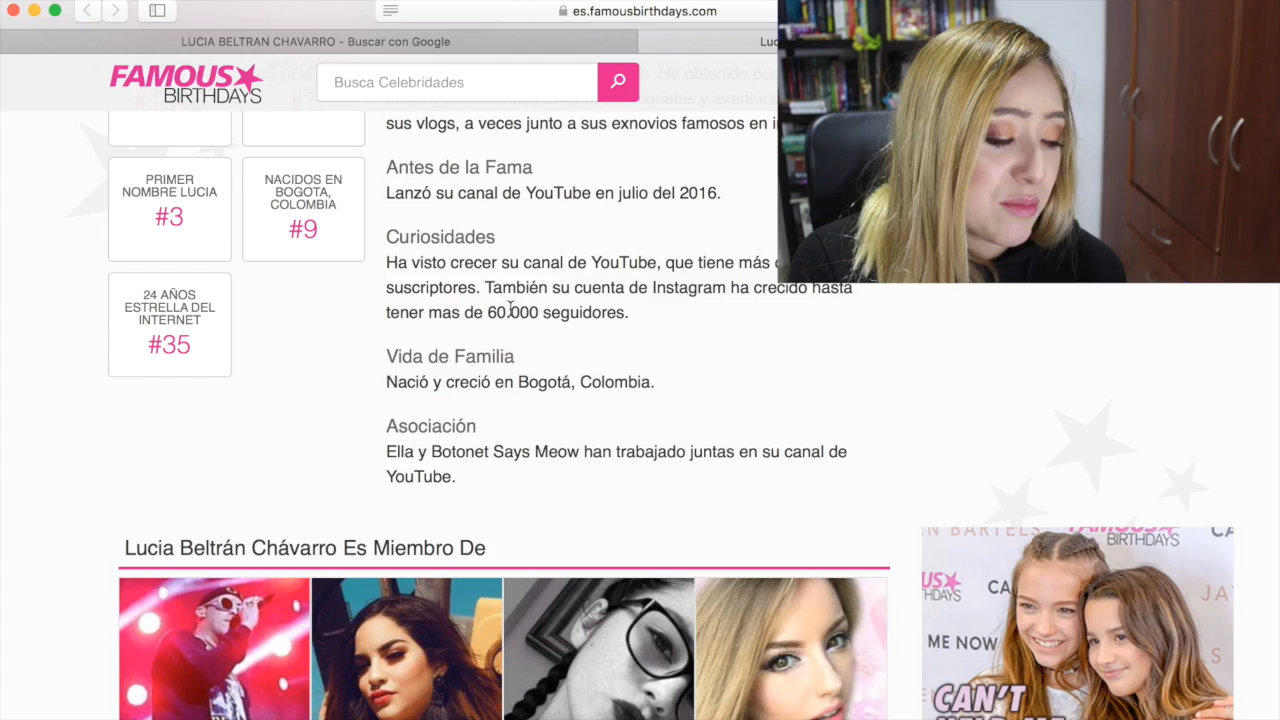 es.famousbirthdays.com
LUCIA BELTRAN CHAVARRO - Buscar con Google
Luc
FAMOUS
BIRTHDAYS
Busca Celebridades
sus vlogs, a veces junto a sus exnovios famosos en
PRIMER
NOMBRE LUCIA
#3
NACIDOS EN
BOGOTA,
COLOMBIA
#9
24 AÑOS
ESTRELLA DEL
INTERNET
#35
Antes de la Fama
Lanzó su canal de YouTube en julio del 2016.
Curiosidades
Ha visto crecer su canal de YouTube, que tiene más
suscriptores. También su cuenta de Instagram ha crecido hasta
tener mas de 60.000 seguidores.
Vida de Familia
Nació y creció en Bogotá, Colombia.
Asociación
Ella y Botonet Says Meow han trabajado juntas en su canal de
YouTube.
Lucia Beltrán Chávarro Es Miembro De
EN BARTELS
FAMOUS
BIRTHDAYS
CA
JA
ME NOW
CAN'T